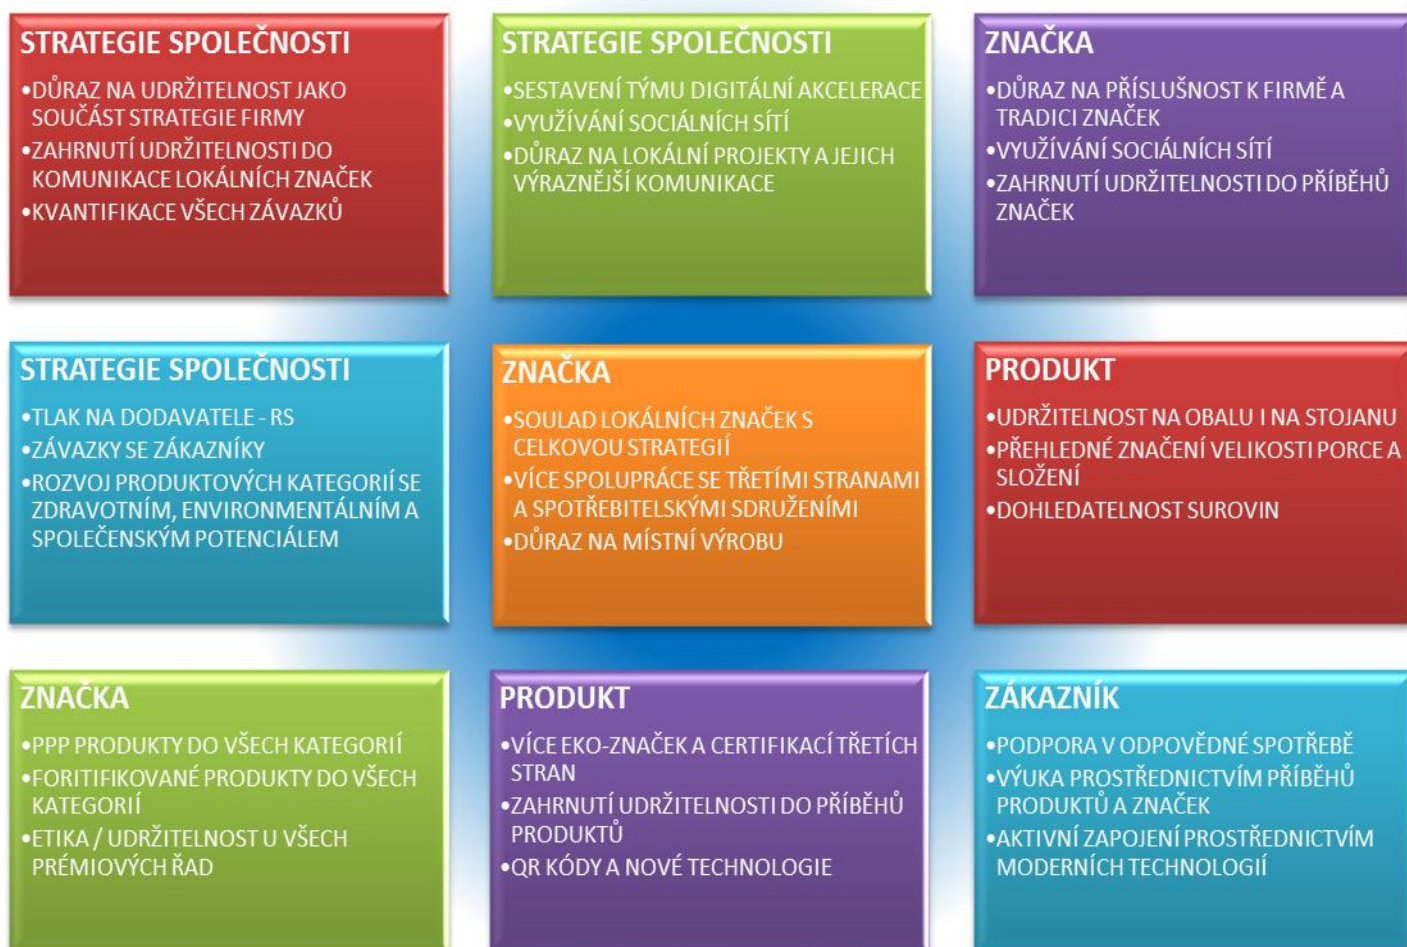 STRATEGIE SPOLEČNOSTI
•DŮRAZ NA UDRŽITELNOST JAKO
SOUČÁST STRATEGIE FIRMY
•ZAHRNUTÍ UDRŽITELNOSTI DO
KOMUNIKACE LOKÁLNÍCH ZNAČEK
•KVANTIFIKACE VŠECH ZÁVAZKŮ
STRATEGIE SPOLEČNOSTI
•SESTAVENÍ TÝMU DIGITÁLNÍ AKCELERACE
•VYUŽÍVÁNÍ SOCIÁLNÍCH SÍTÍ
•DŮRAZ NA LOKÁLNÍ PROJEKTY A JEJICH
VÝRAZNĚJŠÍ KOMUNIKACE
ZNAČKA
•DŮRAZ NA PŘÍSLUŠNOST K FIRMĚ A
TRADICI ZNAČEK
•VYUŽÍVÁNÍ SOCIÁLNÍCH SÍTÍ
•ZAHRNUTÍ UDRŽITELNOSTI DO PŘÍBĚHŮ
ZNAČEK
STRATEGIE SPOLEČNOSTI
•TLAK NA DODAVATELE - RS
•ZÁVAZKY SE ZÁKAZNÍKY
•ROZVOJ PRODUKTOVÝCH KATEGORIÍ SE
ZDRAVOTNÍM, ENVIRONMENTÁLNÍM A
SPOLEČENSKÝM POTENCIÁLEM
ZNAČKA
•SOULAD LOKÁLNÍCH ZNAČEK S
CELKOVOU STRATEGIÍ
•VÍCE SPOLUPRÁCE SE TŘETÍMI STRANAMI
A SPOTŘEBITELSKÝMI SDRUŽENÍMI
•DŮRAZ NA MÍSTNÍ VÝROBU
PRODUKT
•UDRŽITELNOST NA OBALU I NA STOJANU
•PŘEHLEDNÉ ZNAČENÍ VELIKOSTI PORCE A
SLOŽENÍ
•DOHLEDATELNOST SUROVIN
ZNAČKA
•PPP PRODUKTY DO VŠECH KATEGORIÍ
•FORITIFIKOVANÉ PRODUKTY DO VŠECH
KATEGORIÍ
•ETIKA / UDRŽITELNOST U VŠECH
PRÉMIOVÝCH ŘAD
PRODUKT
•VÍCE EKO-ZNAČEK A CERTIFIKACÍ TŘETÍCH
STRAN
•ZAHRNUTÍ UDRŽITELNOSTI DO PŘÍBĚHŮ
PRODUKTŮ
•QR KÓDY A NOVÉ TECHNOLOGIE
ZÁKAZNÍK
•PODPORA V ODPOVĚDNÉ SPOTŘEBĚ
•VÝUKA PROSTŘEDNICTVÍM PŘÍBĚHŮ
PRODUKTŮ A ZNAČEK
•AKTIVNÍ ZAPOJENÍ PROSTŘEDNICTVÍM
MODERNÍCH TECHNOLOGIÍ